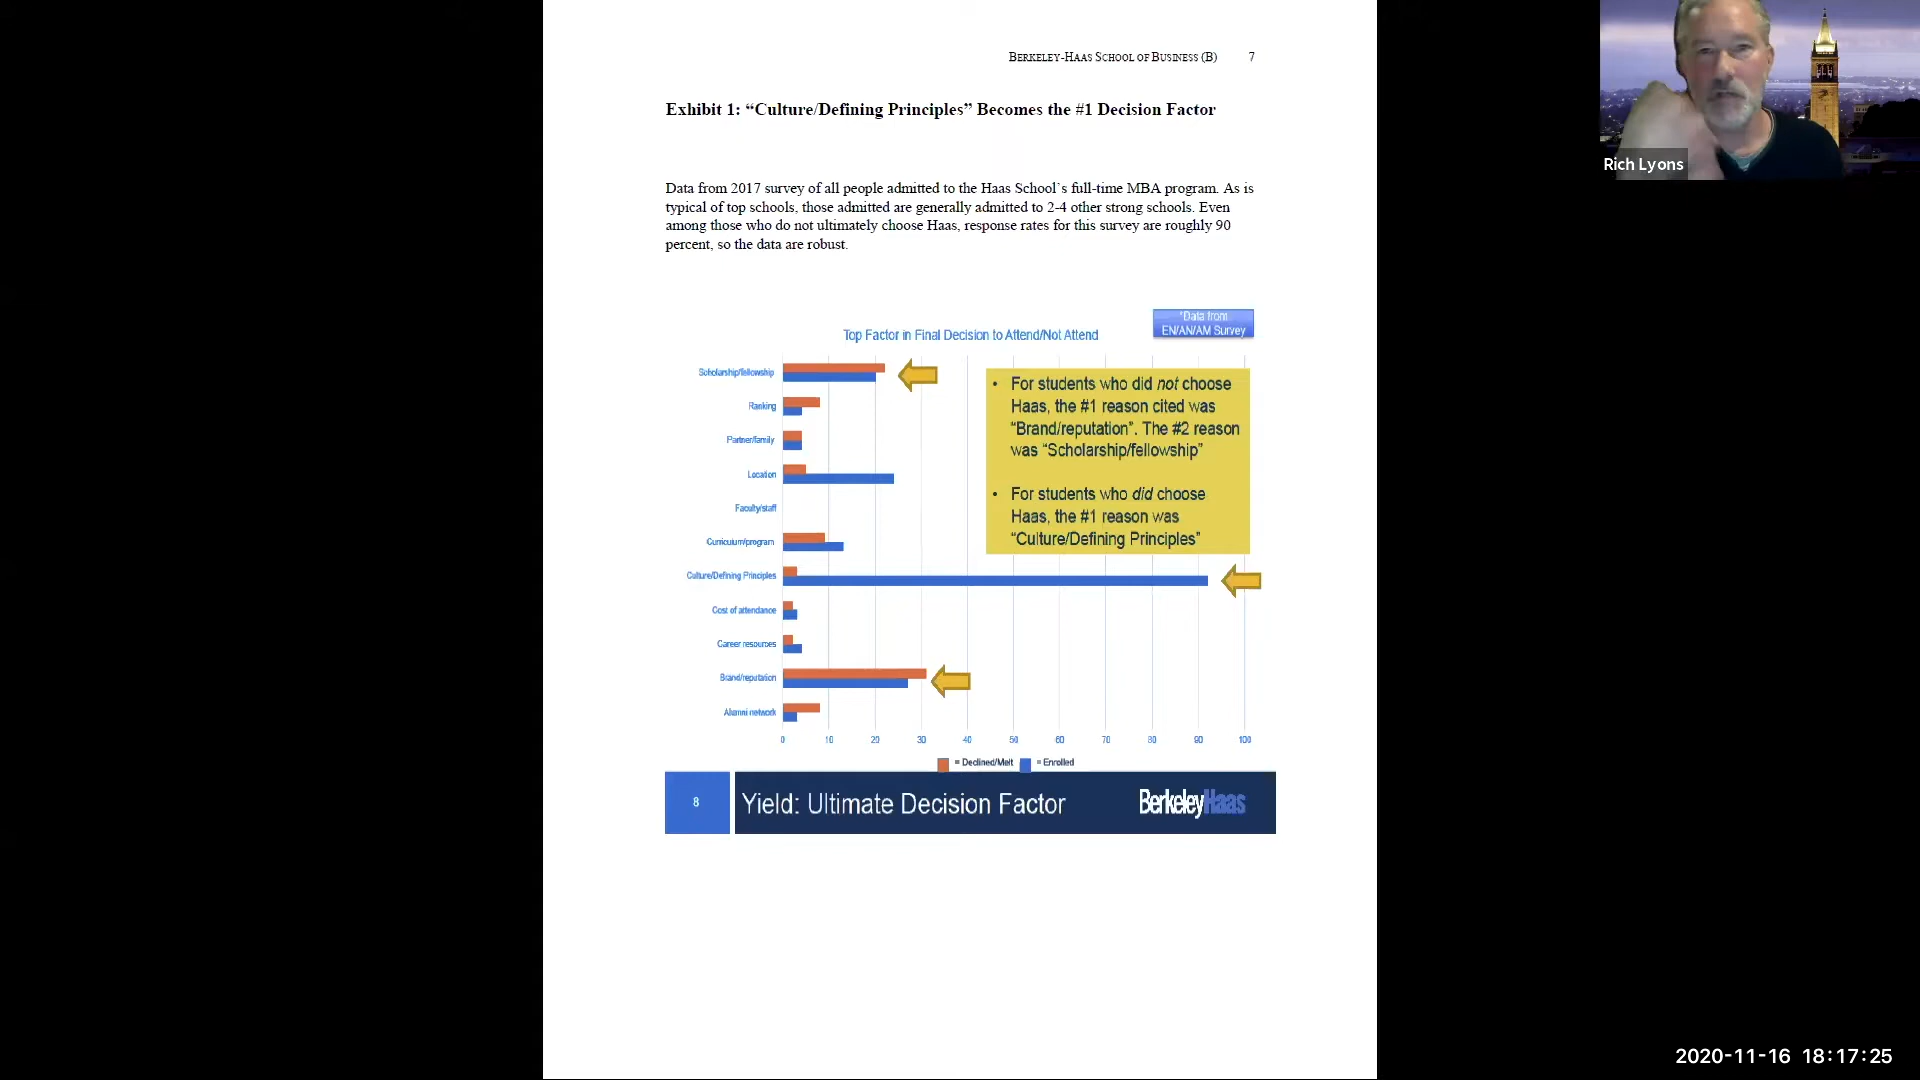 BERKELEY-HAAS SCHOOL OF BUSINESS (B) 7
Exhibit 1: “Culture/Defining Principles” Becomes the #1 Decision Factor
Data from 2017 survey of all people admitted to the Haas School’s full-time MBA program. As is
typical of top schools, those admitted are generally admitted to 2-4 other strong schools. Even
among those who do not ultimately choose Haas, response rates for this survey are roughly 90
percent, so the data are robust.
*Data from
EN/AN/AM Survey
Top Factor in Final Decision to Attend/Not Attend
Scholarship/fellowship
Ranking
Partner/family
Location
Faculty/staff
Curriculum/program
Culture/Defining Principles
Cost of attendance
Career resources
Brand/reputation
Alumni network
• For students who did not choose
Haas, the #1 reason cited was
“Brand/reputation”. The #2 reason
was “Scholarship/fellowship”
• For students who did choose
Haas, the #1 reason was
“Culture/Defining Principles”
0 10 20 30 40 50 60 70 80 90 100
= Declined/Melt = Enrolled
8 Yield: Ultimate Decision Factor BerkeleyHaas
Rich Lyons
2020-11-16 18:17:25